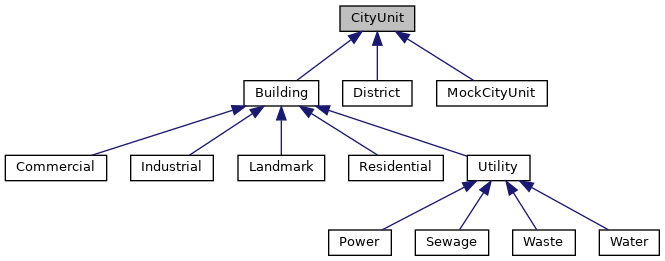 CityUnit
Building
District
MockCityUnit
Commercial
Industrial
Landmark
Residential
Utility
Power
Sewage
Waste
Water